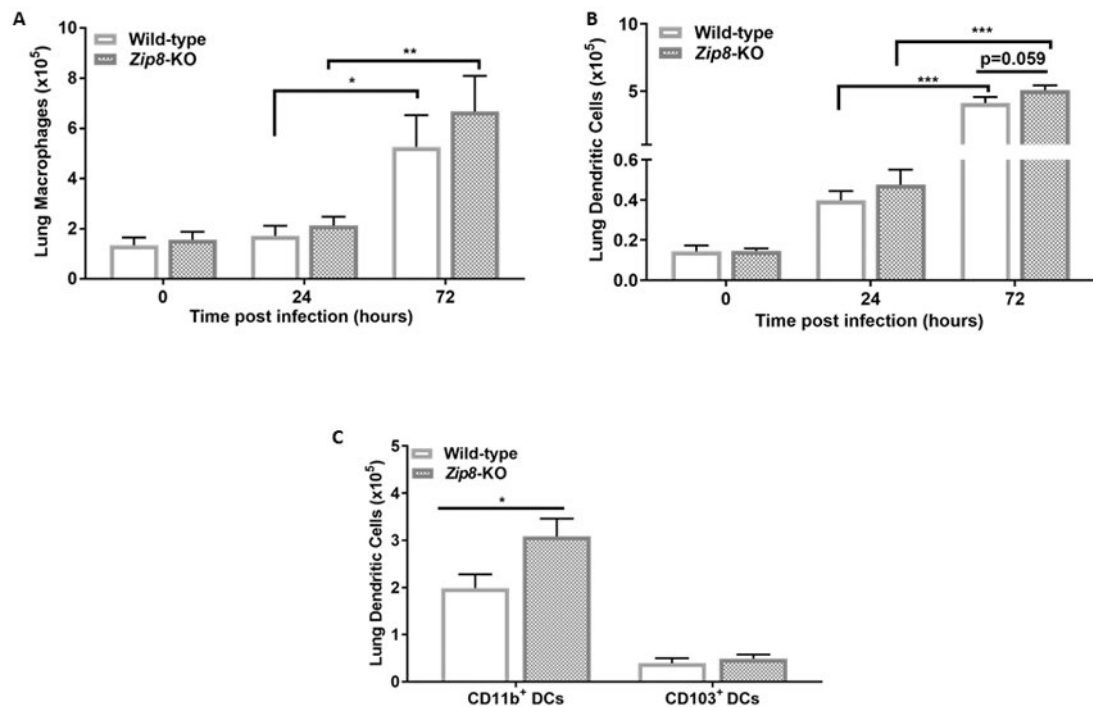 A
Wild-type
Zip8-KO
**
*
Lung Macrophages (x10⁵)
10
8
6
4
2
0
0 24 72
Time post infection (hours)
B
Wild-type
Zip8-KO
***
p=0.059
***
Lung Dendritic Cells (x10⁵)
10
5
0.6
0.4
0.2
0.0
0 24 72
Time post infection (hours)
C
Wild-type
Zip8-KO
*
Lung Dendritic Cells (x10⁵)
5
4
3
2
1
0
CD11b⁺ DCs CD103⁺ DCs